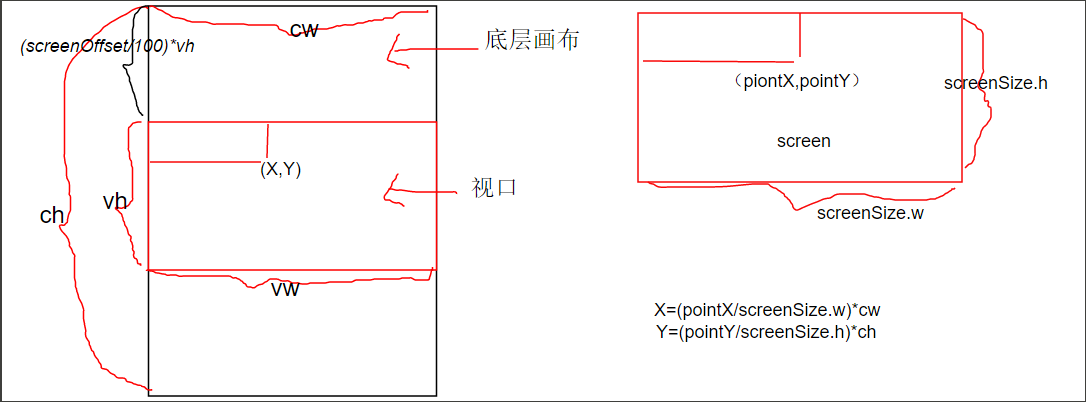 cw
(screenOffset/100)*vh
底层画布
(X,Y)
视口
vh
ch
vw
（piontX,pointY）
screenSize.h
screen
screenSize.w
X=(pointX/screenSize.w)*cw
Y=(pointY/screenSize.h)*ch